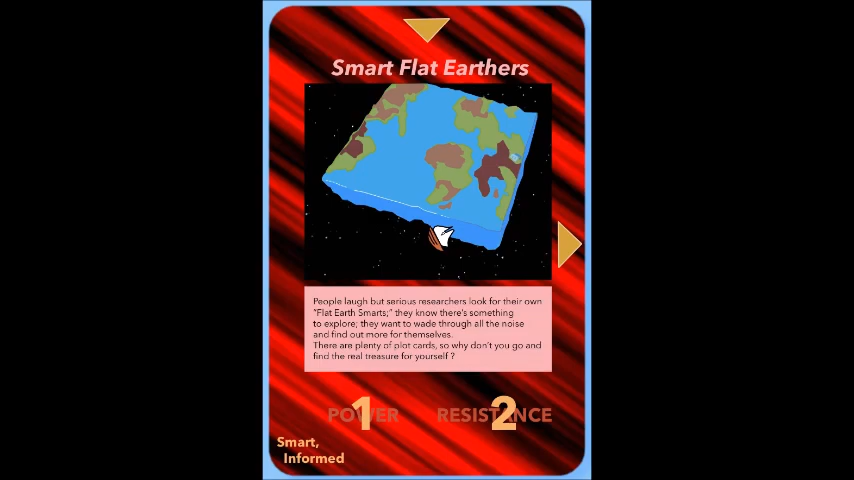 Smart Flat Earthers
People laugh but serious researchers look for their own
“Flat Earth Smarts;” they know there’s something
to explore; they want to wade through all the noise
and find out more for themselves.
There are plenty of plot cards, so why don’t you go and
find the real treasure for yourself ?
POWER 1 RESISTANCE 2
Smart,
Informed